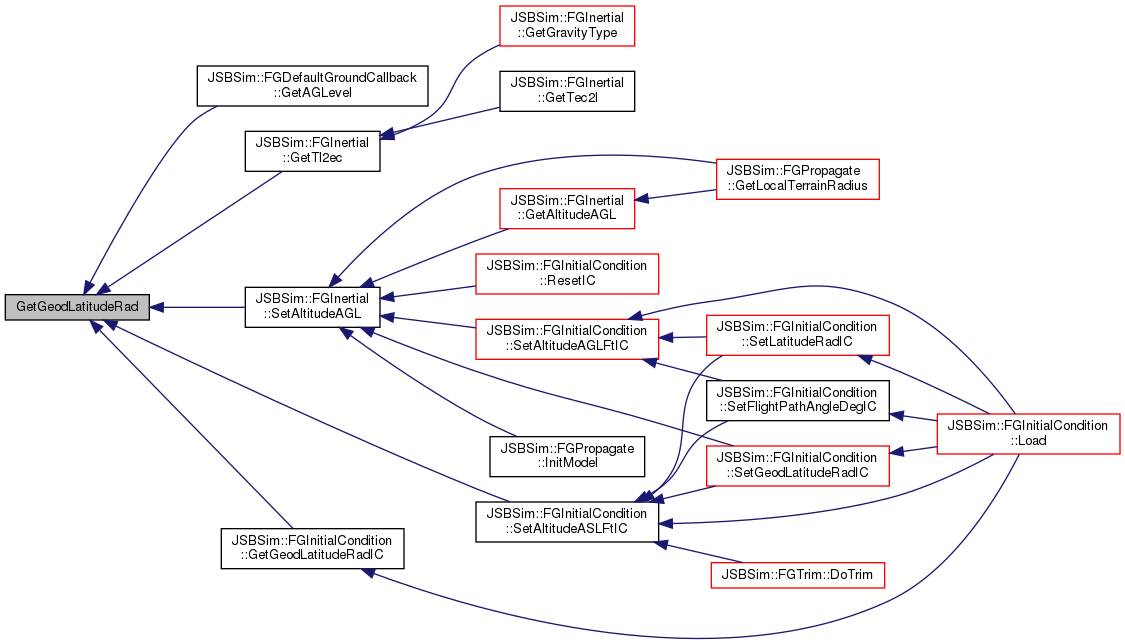 JSBSim::FGInertial
::GetGravityType
JSBSim::FGDefaultGroundCallback
::GetAGLevel
JSBSim::FGInertial
::GetTec2l
JSBSim::FGInertial
::GetTl2ec
JSBSim::FGPropagate
::GetLocalTerrainRadius
JSBSim::FGInertial
::GetAltitudeAGL
JSBSim::FGInitialCondition
::ResetIC
GetGeodLatitudeRad
JSBSim::FGInertial
::SetAltitudeAGL
JSBSim::FGInitialCondition
::SetAltitudeAGLFtIC
JSBSim::FGInitialCondition
::SetLatitudeRadIC
JSBSim::FGInitialCondition
::SetFlightPathAngleDegIC
JSBSim::FGInitialCondition
::Load
JSBSim::FGPropagate
::InitModel
JSBSim::FGInitialCondition
::SetGeodLatitudeRadIC
JSBSim::FGInitialCondition
::SetAltitudeASLFtIC
JSBSim::FGInitialCondition
::GetGeodLatitudeRadIC
JSBSim::FGTrim::DoTrim